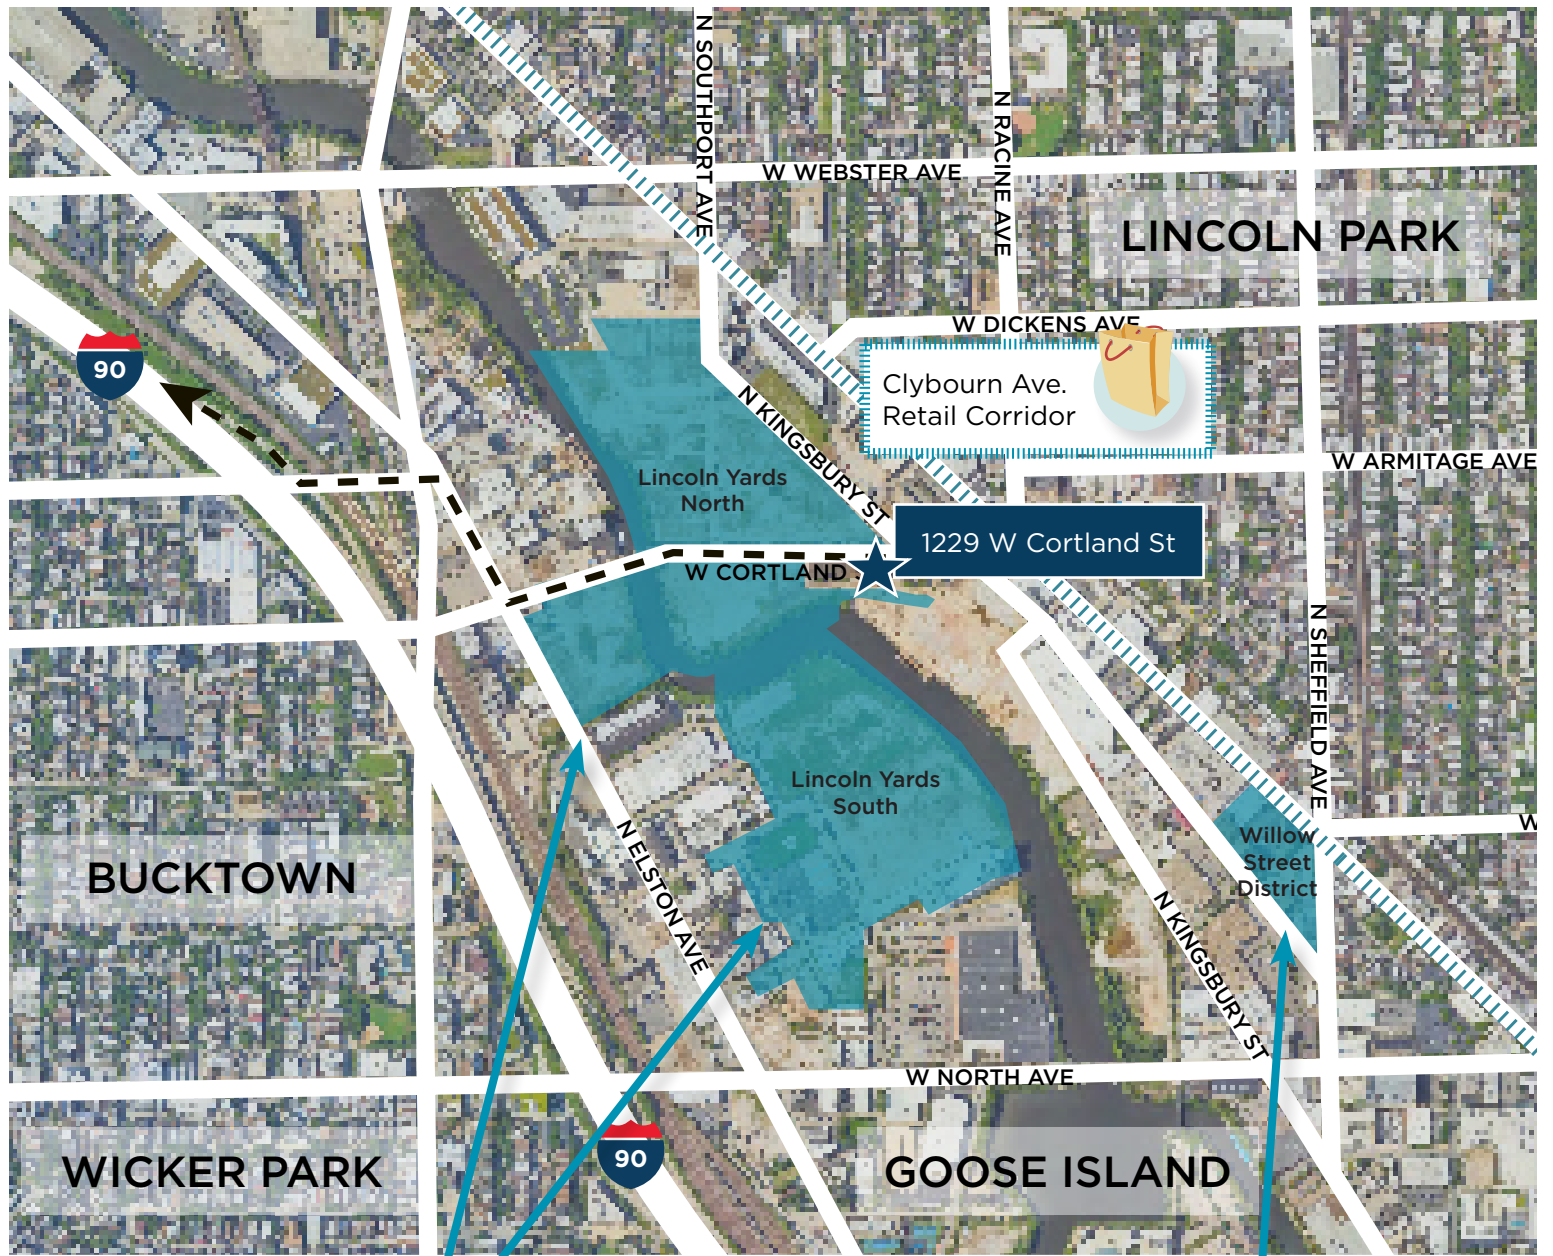 N SOUTHPORT AVE
N RACINE AVE
W WEBSTER AVE
LINCOLN PARK
W DICKENS AVE
90
Clybourn Ave.
Retail Corridor
N KINGSBURY ST
W ARMITAGE AVE
Lincoln Yards
North
1229 W Cortland St
W CORTLAND
N SHEFFIELD AVE
Lincoln Yards
South
W
Willow
Street
District
BUCKTOWN
N ELSTON AVE
N KINGSBURY ST
W NORTH AVE
90
WICKER PARK
GOOSE ISLAND